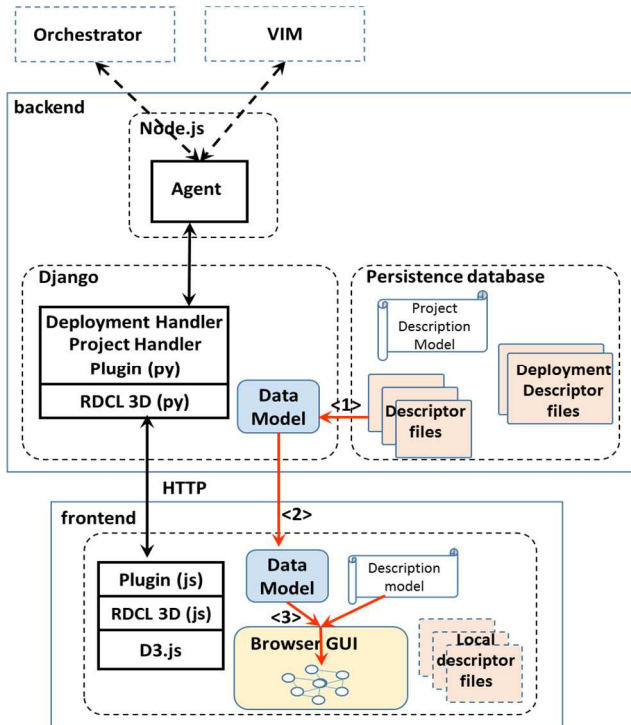 Orchestrator
VIM
backend
Node.js
Agent
Django
Persistence database
Deployment Handler
Project Handler
Plugin (py)
RDCL 3D (py)
Data
Model
<1>
Project
Description
Model
Descriptor
files
Deployment
Descriptor
files
HTTP
frontend
<2>
Plugin (js)
RDCL 3D (js)
D3.js
Data
Model
Description
model
<3>
Browser GUI
Local
descriptor
files